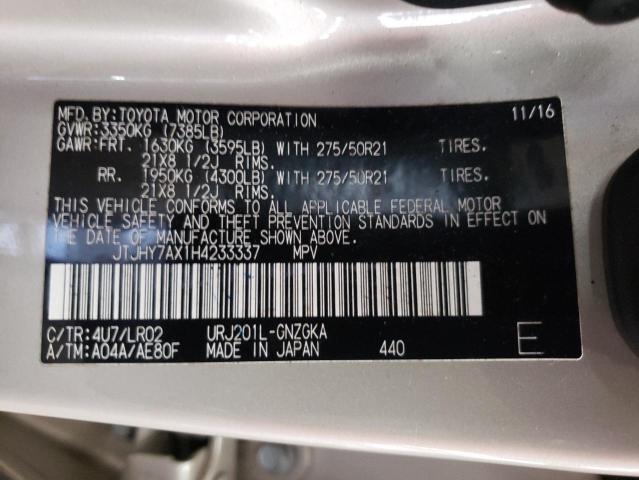 MFD.BY:TOYOTA MOTOR CORPORATION 11/16
GVWR:3350KG (7385LB)
GAWR:FRT. 1630KG (3595LB) WITH 275/50R21 TIRES.
21X8 1/2J RIMS.
RR. 1950KG (4300LB) WITH 275/50R21 TIRES.
21X8 1/2J RIMS.
THIS VEHICLE CONFORMS TO ALL APPLICABLE FEDERAL MOTOR
VEHICLE SAFETY AND THEFT PREVENTION STANDARDS IN EFFECT ON
THE DATE OF MANUFACTURE SHOWN ABOVE.
JTJHY7AX1H4233337 MPV
C/TR:4U7/LR02 URJ201L-GNZGKA
A/TM:A04A/AE80F MADE IN JAPAN 440 E